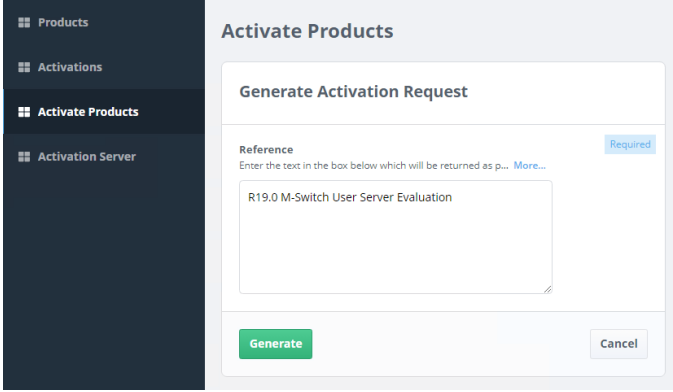 Products
Activations
Activate Products
Activation Server
Activate Products
Generate Activation Request
Reference
Required
Enter the text in the box below which will be returned as p... More...
R19.0 M-Switch User Server Evaluation
Generate
Cancel